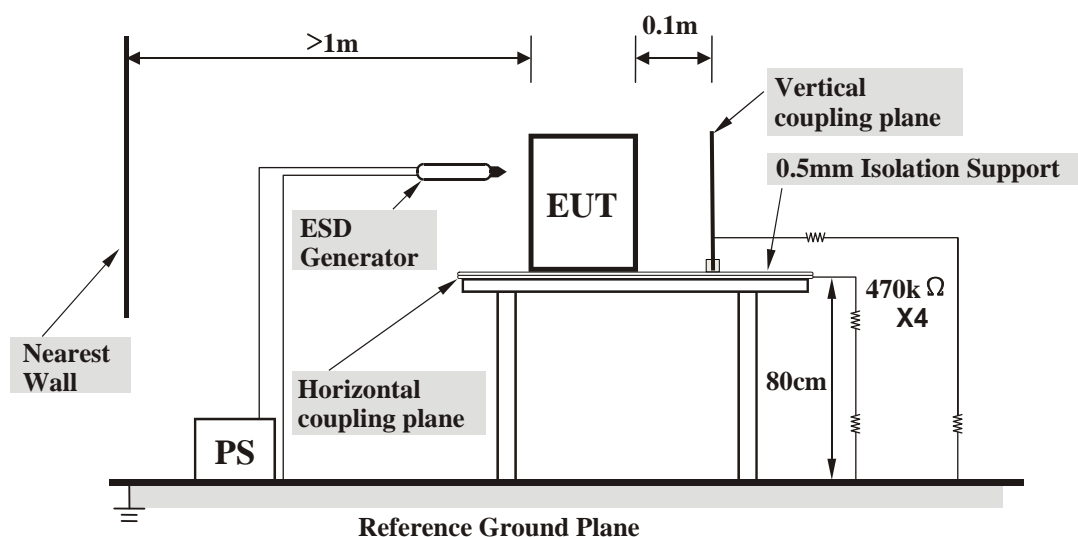 >1m
0.1m
Vertical
coupling plane
0.5mm Isolation Support
EUT
ESD
Generator
470k Ω
X4
Nearest
Wall
Horizontal
coupling plane
80cm
PS
Reference Ground Plane